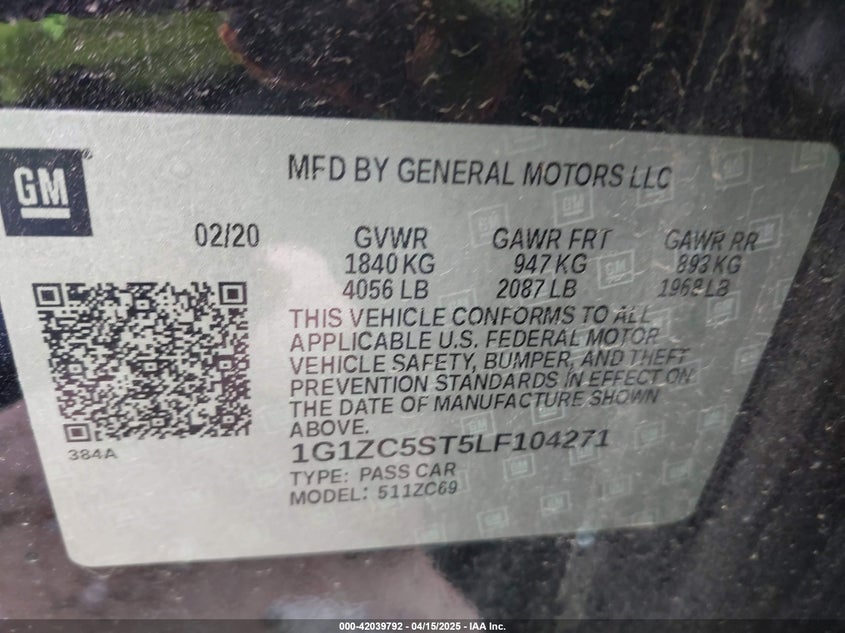 GM
MFD BY GENERAL MOTORS LLC
02/20 GVWR GAWR FRT GAWR RR
1840 KG 947 KG 893 KG
4056 LB 2087 LB 1968 LB
THIS VEHICLE CONFORMS TO ALL
APPLICABLE U.S. FEDERAL MOTOR
VEHICLE SAFETY, BUMPER, AND THEFT
PREVENTION STANDARDS IN EFFECT ON
THE DATE OF MANUFACTURE SHOWN
ABOVE.
384A
1G1ZC5ST5LF104271
TYPE: PASS CAR
MODEL: 511ZC69
000-42039792 - 04/15/2025 - IAA Inc.